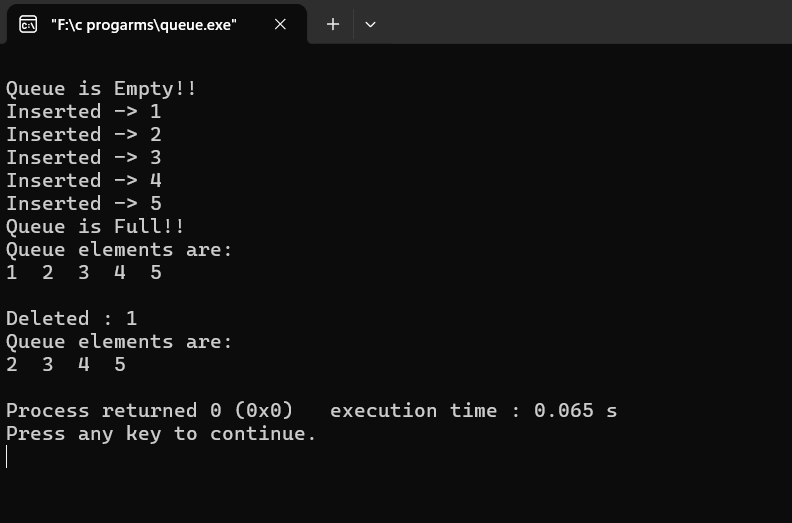 "F:\c progarms\queue.exe"
Queue is Empty!!
Inserted -> 1
Inserted -> 2
Inserted -> 3
Inserted -> 4
Inserted -> 5
Queue is Full!!
Queue elements are:
1  2  3  4  5
Deleted : 1
Queue elements are:
2  3  4  5
Process returned 0 (0x0)   execution time : 0.065 s
Press any key to continue.